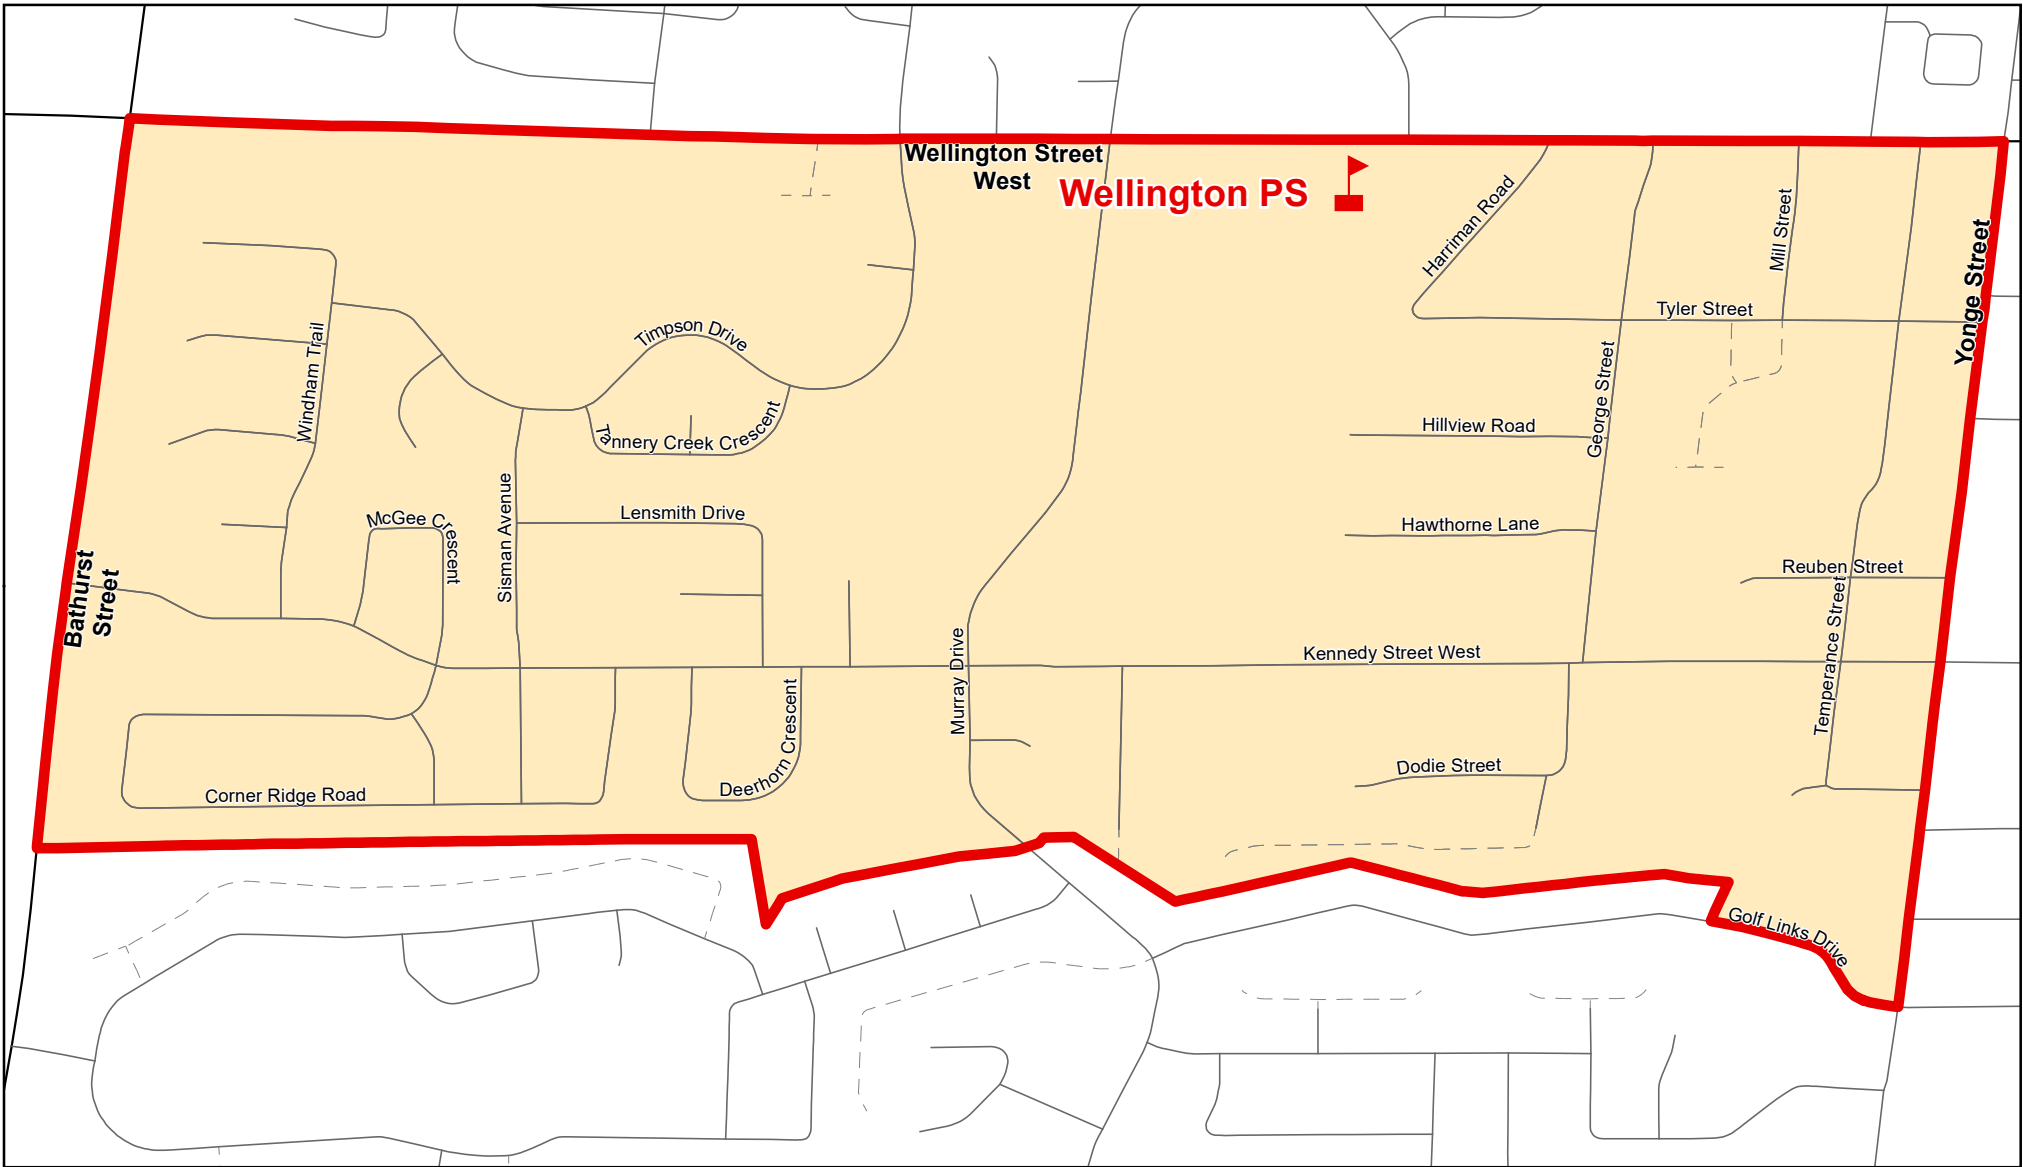 Wellington Street
West
Wellington PS
Harriman Road
Mill Street
Yonge Street
Tyler Street
Timpson Drive
Windham Trail
George Street
Tannery Creek Crescent
Hillview Road
Lensmith Drive
McGee Crescent
Sisman Avenue
Hawthorne Lane
Reuben Street
Bathurst
Street
Temperance Street
Murray Drive
Kennedy Street West
Deerhorn Crescent
Dodie Street
Corner Ridge Road
Golf Links Drive